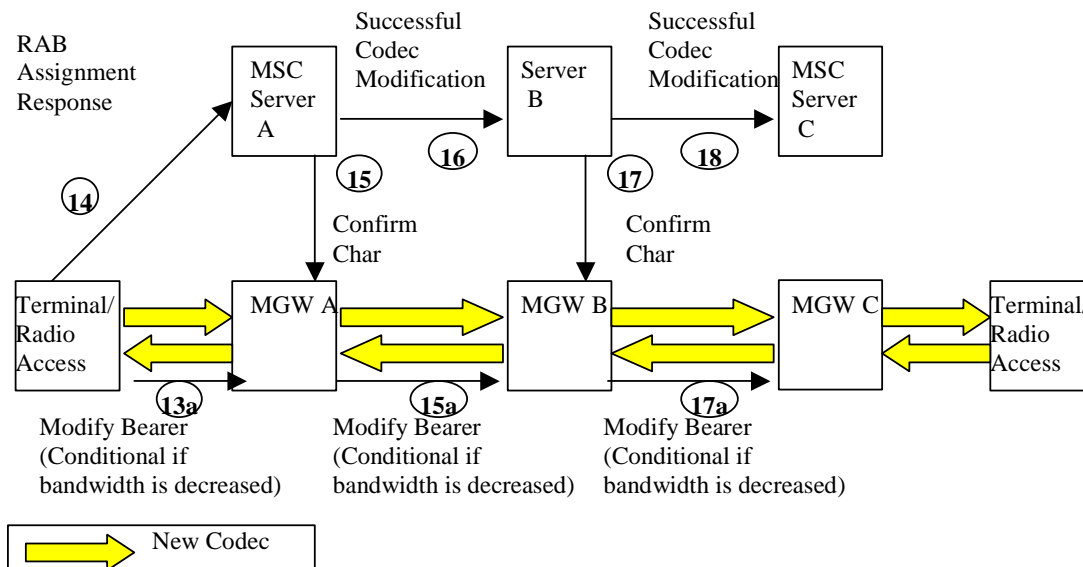 RAB
Assignment
Response
MSC
Server
A
Successful
Codec
Modification
Server
B
Successful
Codec
Modification
MSC
Server
C
14
15
16
17
18
Confirm
Char
Confirm
Char
Terminal/
Radio
Access
MGW A
MGW B
MGW C
Terminal/
Radio
Access
13a
15a
17a
Modify Bearer
(Conditional if
bandwidth is decreased)
Modify Bearer
(Conditional if
bandwidth is decreased)
Modify Bearer
(Conditional if
bandwidth is decreased)
New Codec